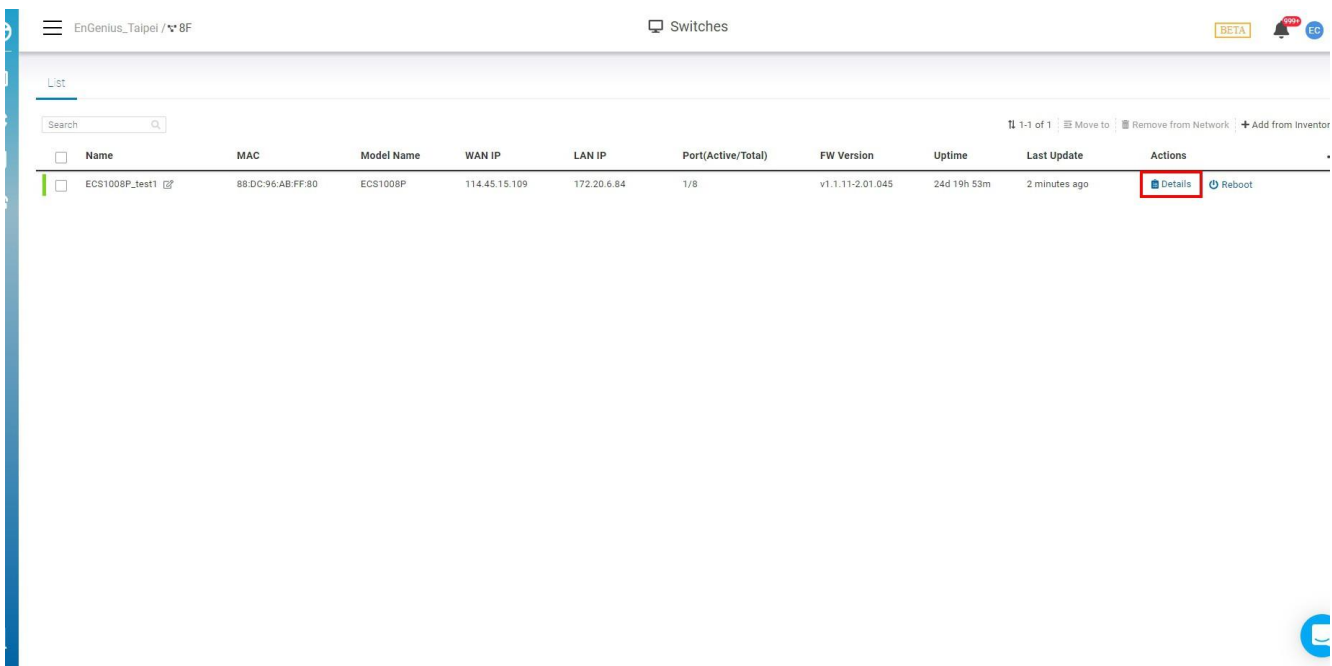 EnGenius_Taipei / 8F
Switches
BETA
999+
EC
List
Search
1-1 of 1 Move to Remove from Network + Add from Inventor
Name MAC Model Name WAN IP LAN IP Port(Active/Total) FW Version Uptime Last Update Actions
ECS1008P_test1 88:DC:96:AB:FF:80 ECS1008P 114.45.15.109 172.20.6.84 1/8 v1.1.11-2.01.045 24d 19h 53m 2 minutes ago Details Reboot